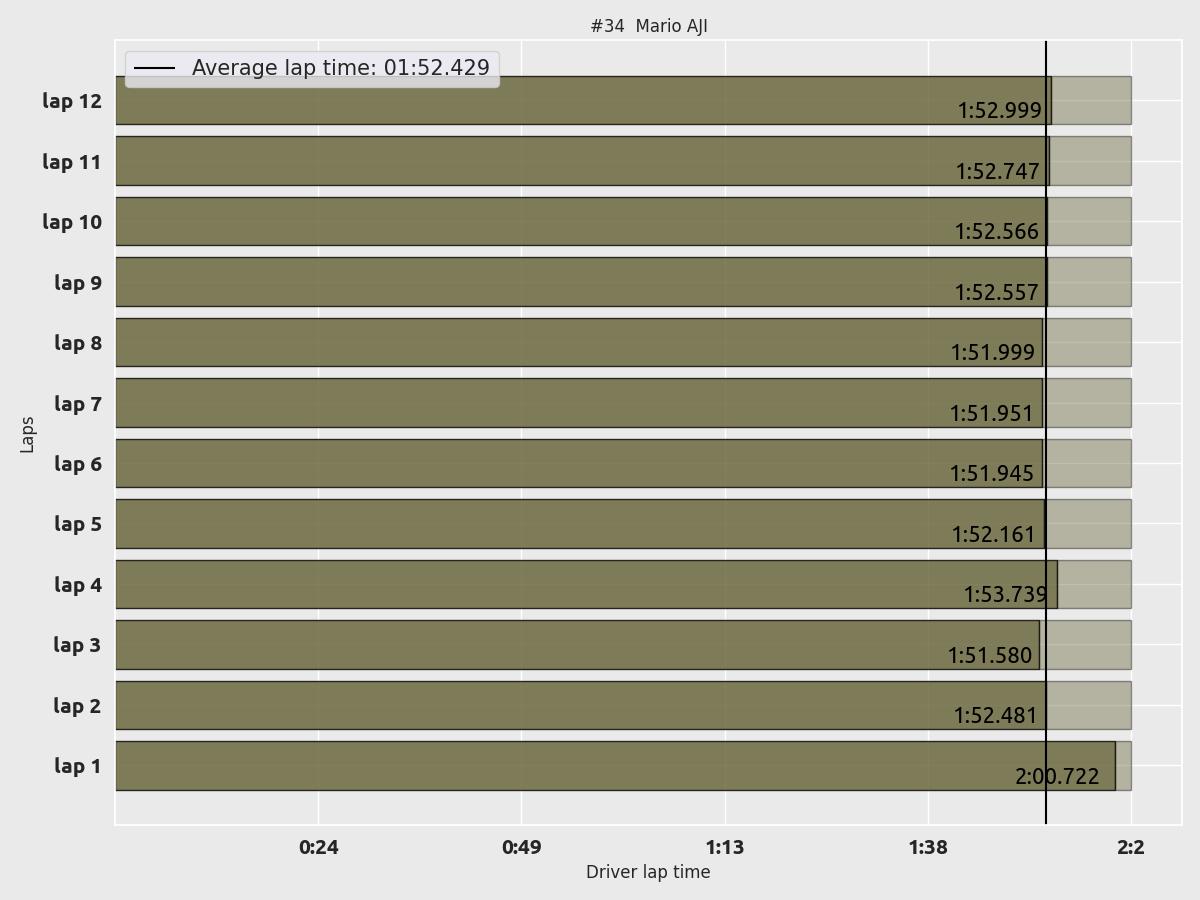 #34  Mario AJI
Average lap time: 01:52.429
lap 12
1:52.999
lap 11
1:52.747
lap 10
1:52.566
lap 9
1:52.557
lap 8
1:51.999
lap 7
1:51.951
lap 6
1:51.945
lap 5
1:52.161
lap 4
1:53.739
lap 3
1:51.580
lap 2
1:52.481
lap 1
2:00.722
Laps
0:24 0:49 1:13 1:38 2:2
Driver lap time